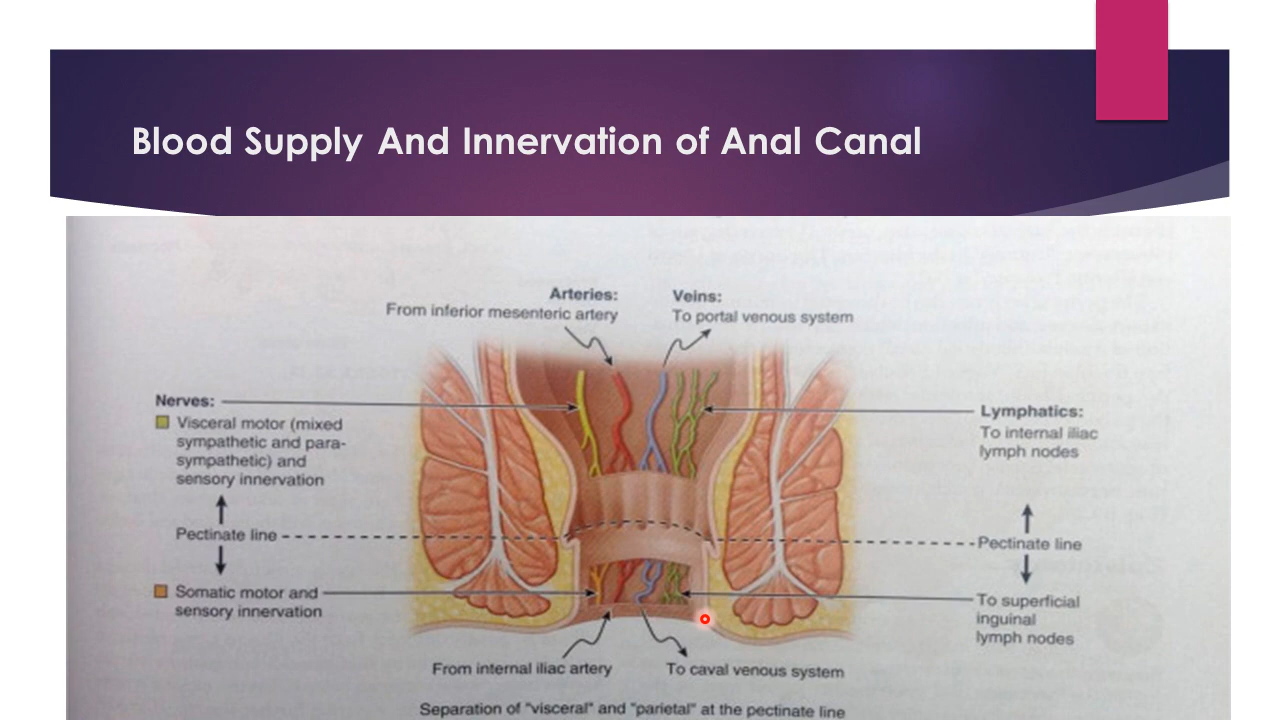 Blood Supply And Innervation of Anal Canal
Arteries:
From inferior mesenteric artery
Veins:
To portal venous system
Nerves:
Visceral motor (mixed
sympathetic and para-
sympathetic) and
sensory innervation
Pectinate line
Somatic motor and
sensory innervation
Lymphatics:
To internal iliac
lymph nodes
Pectinate line
To superficial
inguinal
lymph nodes
From internal iliac artery
To caval venous system
Separation of "visceral" and "parietal" at the pectinate line